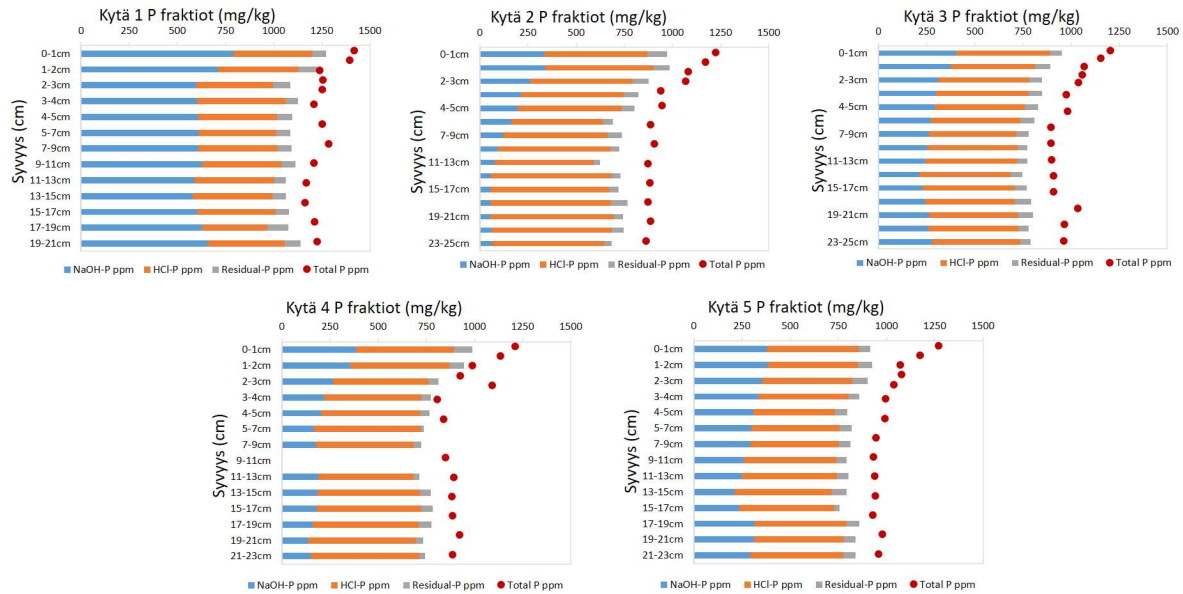 Kytä 1 P fraktiot (mg/kg)
0 250 500 750 1000 1250 1500
Syvyys (cm)
0-1cm
1-2cm
2-3cm
3-4cm
4-5cm
5-7cm
7-9cm
9-11cm
11-13cm
13-15cm
15-17cm
17-19cm
19-21cm
NaOH-P ppm HCl-P ppm Residual-P ppm Total P ppm
Kytä 2 P fraktiot (mg/kg)
0 250 500 750 1000 1250 1500
Syvyys (cm)
0-1cm
2-3cm
4-5cm
7-9cm
11-13cm
15-17cm
19-21cm
23-25cm
NaOH-P ppm HCl-P ppm Residual-P ppm Total P ppm
Kytä 3 P fraktiot (mg/kg)
0 250 500 750 1000 1250 1500
Syvyys (cm)
0-1cm
2-3cm
4-5cm
7-9cm
11-13cm
15-17cm
19-21cm
23-25cm
NaOH-P ppm HCl-P ppm Residual-P ppm Total P ppm
Kytä 4 P fraktiot (mg/kg)
0 250 500 750 1000 1250 1500
Syvyys (cm)
0-1cm
1-2cm
2-3cm
3-4cm
4-5cm
5-7cm
7-9cm
9-11cm
11-13cm
13-15cm
15-17cm
17-19cm
19-21cm
21-23cm
NaOH-P ppm HCl-P ppm Residual-P ppm Total P ppm
Kytä 5 P fraktiot (mg/kg)
0 250 500 750 1000 1250 1500
Syvyys (cm)
0-1cm
1-2cm
2-3cm
3-4cm
4-5cm
5-7cm
7-9cm
9-11cm
11-13cm
13-15cm
15-17cm
17-19cm
19-21cm
21-23cm
NaOH-P ppm HCl-P ppm Residual-P ppm Total P ppm